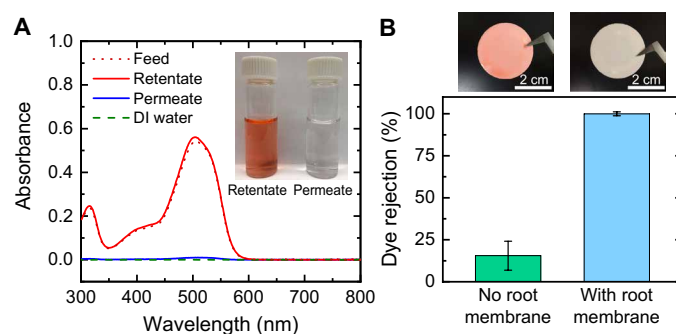 A
Absorbance
1.0
0.8
0.6
0.4
0.2
0.0
Feed
Retentate
Permeate
DI water
Retentate Permeate
300 400 500 600 700 800
Wavelength (nm)
B
2 cm
2 cm
Dye rejection (%)
100
75
50
25
0
No root
membrane
With root
membrane